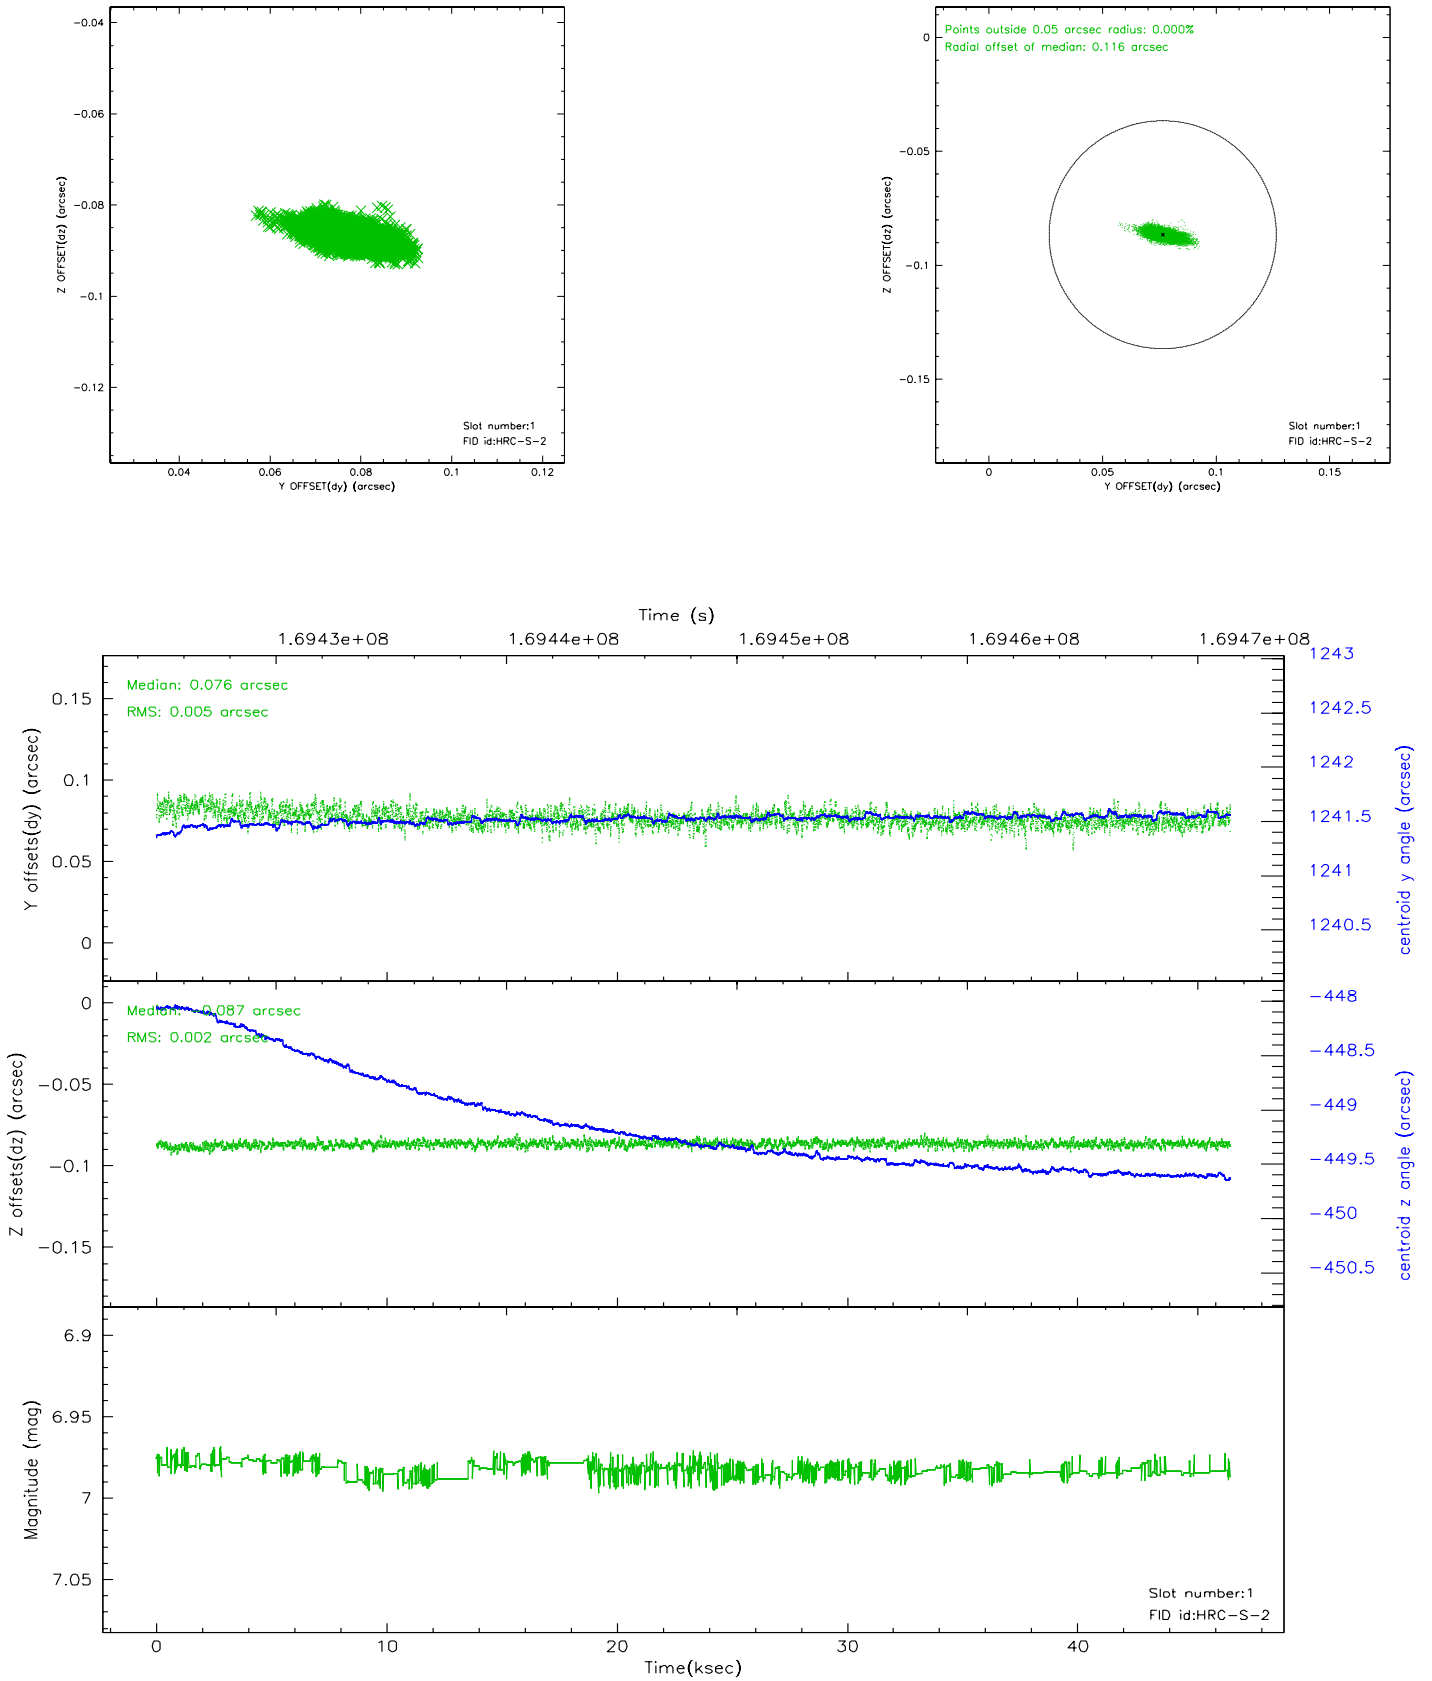 -0.04
-0.06
-0.08
-0.1
-0.12
Z OFFSET(dz) (arcsec)
0.04 0.06 0.08 0.1 0.12
Y OFFSET(dy) (arcsec)
Slot number:1
FID id:HRC-S-2
Points outside 0.05 arcsec radius: 0.000%
Radial offset of median: 0.116 arcsec
0
-0.05
-0.1
-0.15
Z OFFSET(dz) (arcsec)
0 0.05 0.1 0.15
Y OFFSET(dy) (arcsec)
Slot number:1
FID id:HRC-S-2
Time (s)
1.6943e+08 1.6944e+08 1.6945e+08 1.6946e+08 1.6947e+08
Median: 0.076 arcsec
RMS: 0.005 arcsec
0.15
0.1
0.05
0
Y offsets(dy) (arcsec)
1243
1242.5
1242
1241.5
1241
1240.5
centroid y angle (arcsec)
Median: -0.087 arcsec
RMS: 0.002 arcsec
0
-0.05
-0.1
-0.15
Z offsets(dz) (arcsec)
-448
-448.5
-449
-449.5
-450
-450.5
centroid z angle (arcsec)
6.9
6.95
7
7.05
Magnitude (mag)
Slot number:1
FID id:HRC-S-2
0 10 20 30 40
Time(ksec)